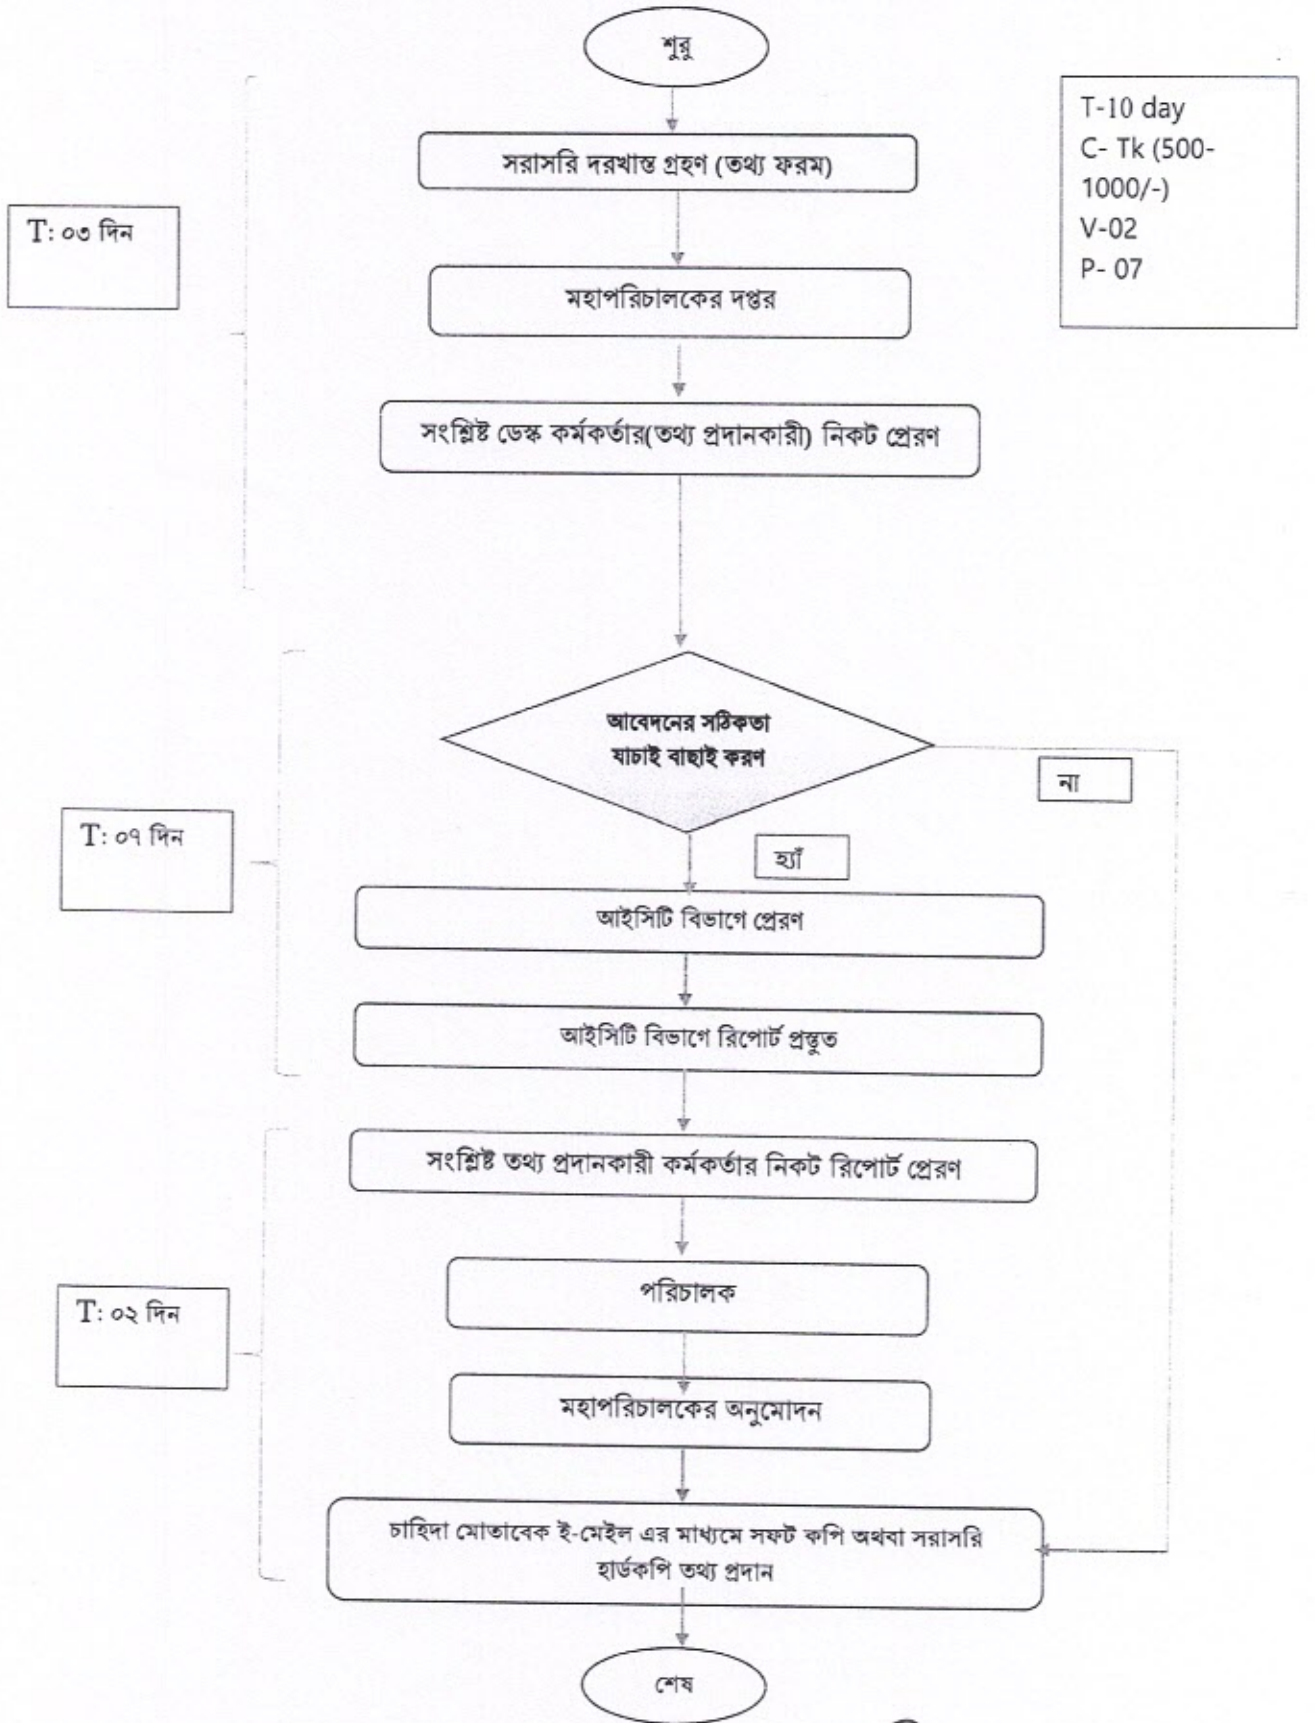 শুরু
T-10 day
C- Tk (500-
1000/-)
V-02
P- 07
সরাসরি দরখাস্ত গ্রহণ (তথ্য ফরম)
T: ০৩ দিন
মহাপরিচালকের দপ্তর
সংশ্লিষ্ট ডেস্ক কর্মকর্তার(তথ্য প্রদানকারী) নিকট প্রেরণ
আবেদনের সঠিকতা
যাচাই বাছাই করণ
না
T: ০৭ দিন
হ্যাঁ
আইসিটি বিভাগে প্রেরণ
আইসিটি বিভাগে রিপোর্ট প্রস্তুত
সংশ্লিষ্ট তথ্য প্রদানকারী কর্মকর্তার নিকট রিপোর্ট প্রেরণ
পরিচালক
T: ০২ দিন
মহাপরিচালকের অনুমোদন
চাহিদা মোতাবেক ই-মেইল এর মাধ্যমে সফট কপি অথবা সরাসরি
হার্ডকপি তথ্য প্রদান
শেষ